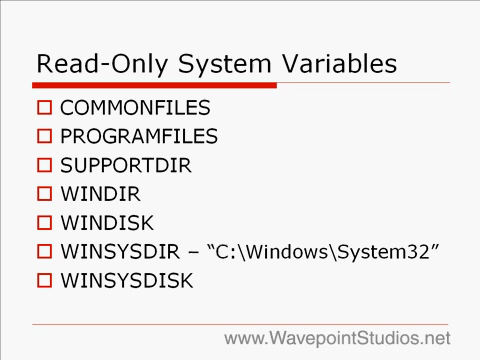 Read-Only System Variables
COMMONFILES
PROGRAMFILES
SUPPORTDIR
WINDIR
WINDISK
WINSYSDIR – “C:\Windows\System32”
WINSYSDISK
www.WavepointStudios.net